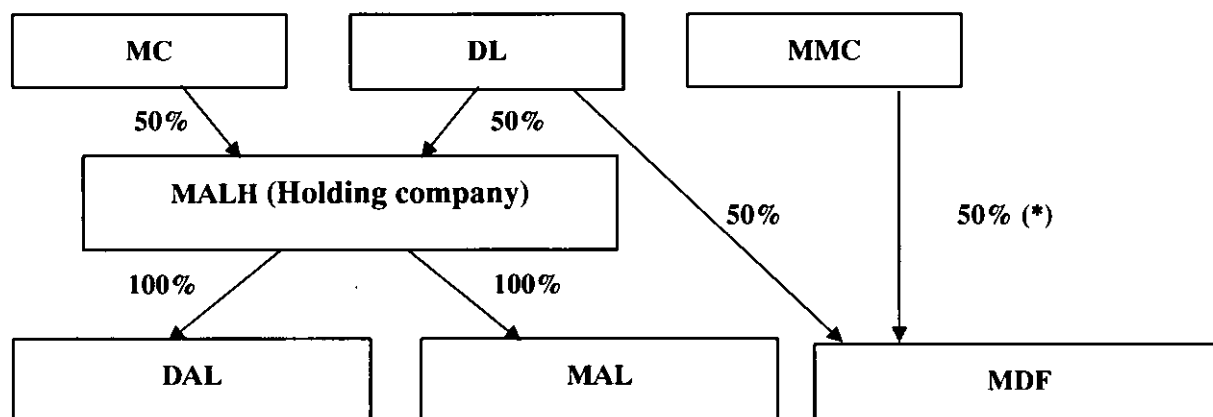 MC
DL
MMC
50%
50%
MALH (Holding company)
50%
50% (*)
100%
100%
DAL
MAL
MDF